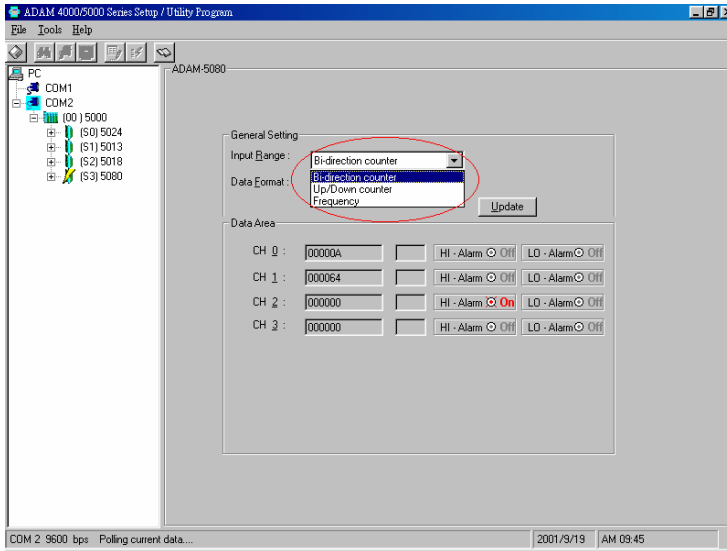 ADAM 4000/5000 Series Setup / Utility Program
File Tools Help
PC
COM1
COM2
(00 ) 5000
(S0) 5024
(S1) 5013
(S2) 5018
(S3) 5080
ADAM-5080
General Setting
Input Range :
Bi-direction counter
Bi-direction counter
Up/Down counter
Frequency
Data Format :
Update
Data Area
CH 0 : 00000A HI - Alarm Off LO - Alarm Off
CH 1 : 000064 HI - Alarm Off LO - Alarm Off
CH 2 : 000000 HI - Alarm On LO - Alarm Off
CH 3 : 000000 HI - Alarm Off LO - Alarm Off
COM 2 9600 bps Polling current data.... 2001/9/19 AM 09:45